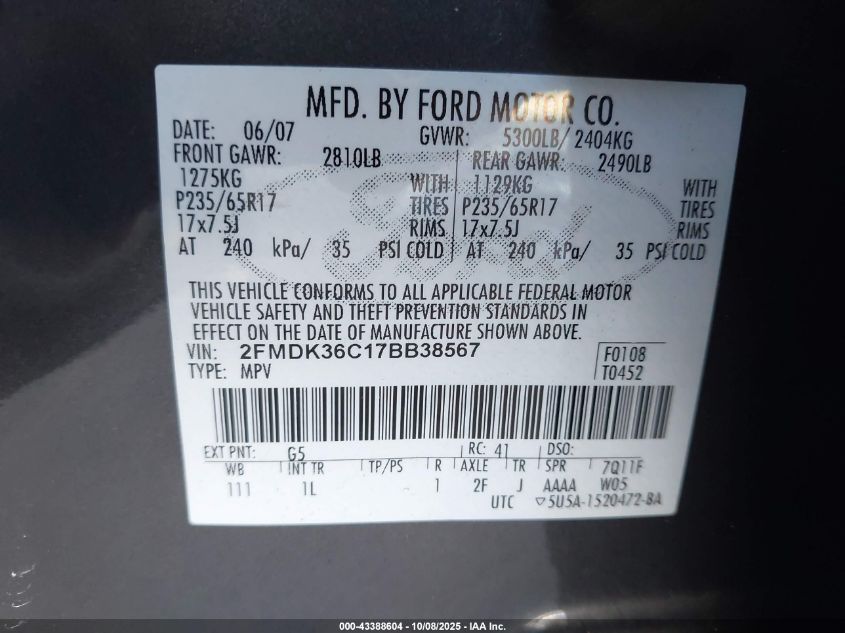 MFD. BY FORD MOTOR CO.
DATE: 06/07 GVWR: 5300LB/ 2404KG
FRONT GAWR: 2810LB REAR GAWR: 2490LB
1275KG WITH 1129KG WITH
P235/65R17 TIRES P235/65R17 TIRES
17x7.5J RIMS 17x7.5J RIMS
AT 240 kPa/ 35 PSI COLD AT 240 kPa/ 35 PSI COLD
Ford
THIS VEHICLE CONFORMS TO ALL APPLICABLE FEDERAL MOTOR
VEHICLE SAFETY AND THEFT PREVENTION STANDARDS IN
EFFECT ON THE DATE OF MANUFACTURE SHOWN ABOVE.
VIN: 2FMDK36C17BB38567 F0108
TYPE: MPV T0452
EXT PNT: G5 RC: 41 DSO:
WB INT TR TP/PS R AXLE TR SPR 7Q11F
111 1L 1 2F J AAAA W05
UTC ▽5U5A-1520472-BA
000-43388604 - 10/08/2025 - IAA Inc.